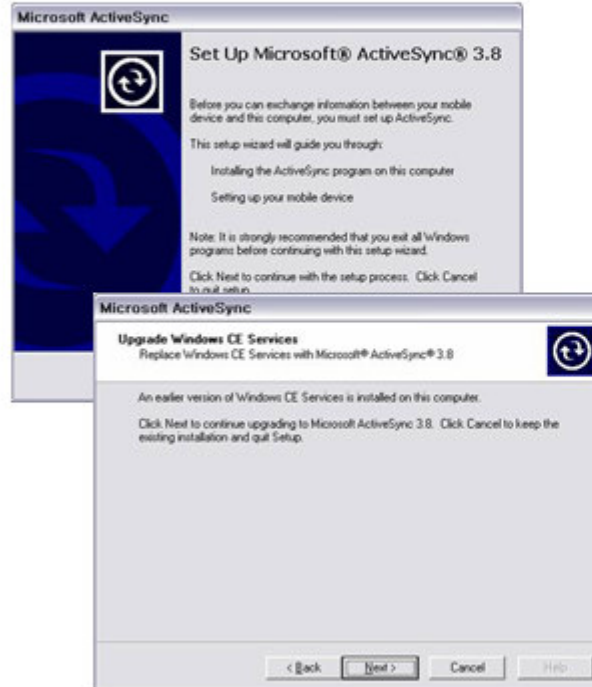 Microsoft ActiveSync
Set Up Microsoft® ActiveSync® 3.8
Before you can exchange information between your mobile
device and this computer, you must set up ActiveSync.
This setup wizard will guide you through:
Installing the ActiveSync program on this computer
Setting up your mobile device
Note: It is strongly recommended that you exit all Windows
programs before continuing with this setup wizard.
Click Next to continue with the setup process. Click Cancel
to quit setup.
Microsoft ActiveSync
Upgrade Windows CE Services
Replace Windows CE Services with Microsoft® ActiveSync® 3.8
An earlier version of Windows CE Services is installed on this computer.
Click Next to continue upgrading to Microsoft ActiveSync 3.8. Click Cancel to keep the
existing installation and quit Setup.
< Back
Next >
Cancel
Help